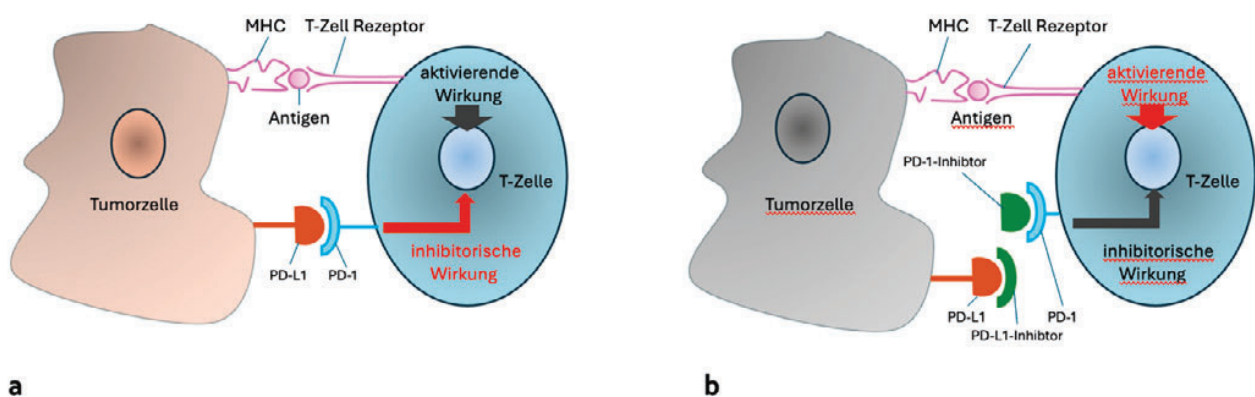 MHC
T-Zell Rezeptor
aktivierende
Wirkung
Antigen
T-Zelle
Tumorzelle
inhibitorische
Wirkung
PD-L1
PD-1
a
MHC
T-Zell Rezeptor
aktivierende
Wirkung
Antigen
PD-1-Inhibtor
T-Zelle
Tumorzelle
inhibitorische
Wirkung
PD-L1
PD-1
PD-L1-Inhibtor
b